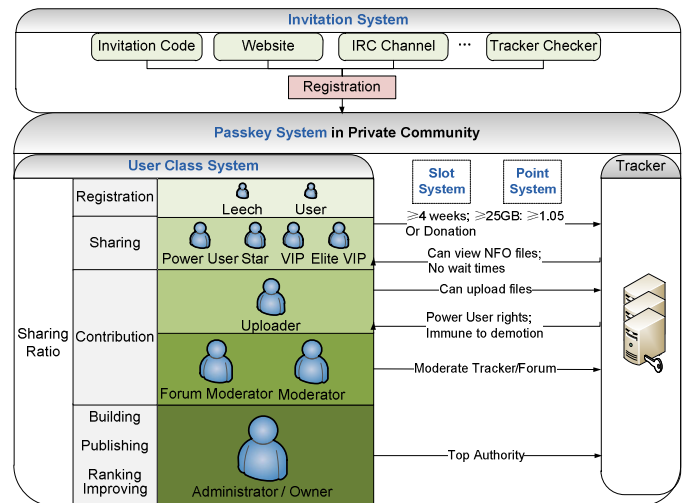 Invitation System
Invitation Code
Website
IRC Channel
...
Tracker Checker
Registration
Passkey System in Private Community
User Class System
Slot
System
Point
System
Tracker
Sharing
Ratio
Registration
Leech
User
≥4 weeks; ≥25GB: ≥1.05
Or Donation
Sharing
Power User
Star
VIP
Elite VIP
Can view NFO files;
No wait times
Contribution
Uploader
Can upload files
Power User rights;
Immune to demotion
Forum Moderator
Moderator
Moderate Tracker/Forum
Building
Publishing
Ranking
Improving
Administrator / Owner
Top Authority